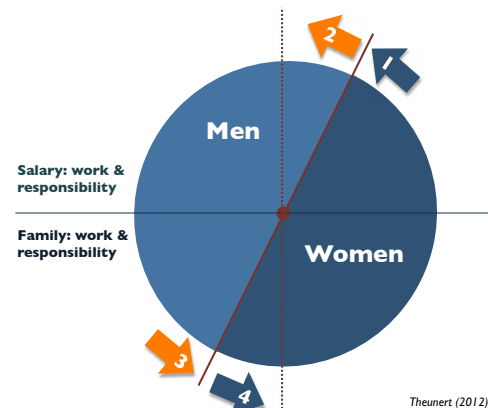 2
1
Men
Salary: work &
responsibility
Family: work &
responsibility
Women
3
4
Theunert (2012)